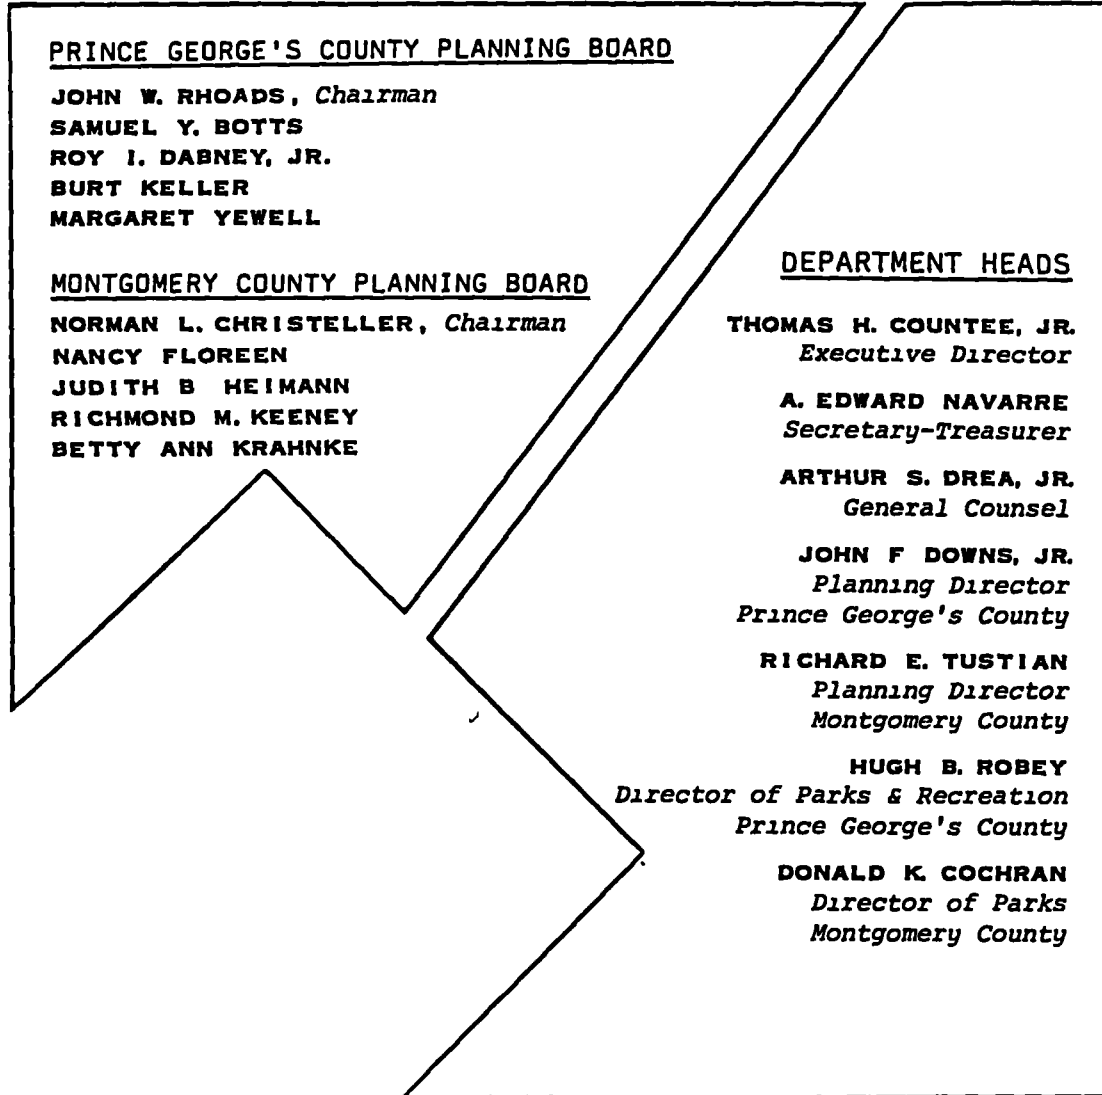 PRINCE GEORGE'S COUNTY PLANNING BOARD
JOHN W. RHOADS, Chairman
SAMUEL Y. BOTTS
ROY I. DABNEY, JR.
BURT KELLER
MARGARET YEWELL
MONTGOMERY COUNTY PLANNING BOARD
NORMAN L. CHRISTELLER, Chairman
NANCY FLOREEN
JUDITH B HEIMANN
RICHMOND M. KEENEY
BETTY ANN KRAHNKE
DEPARTMENT HEADS
THOMAS H. COUNTEE, JR.
Executive Director
A. EDWARD NAVARRE
Secretary-Treasurer
ARTHUR S. DREA, JR.
General Counsel
JOHN F DOWNS, JR.
Planning Director
Prince George's County
RICHARD E. TUSTIAN
Planning Director
Montgomery County
HUGH B. ROBEY
Director of Parks & Recreation
Prince George's County
DONALD K. COCHRAN
Director of Parks
Montgomery County